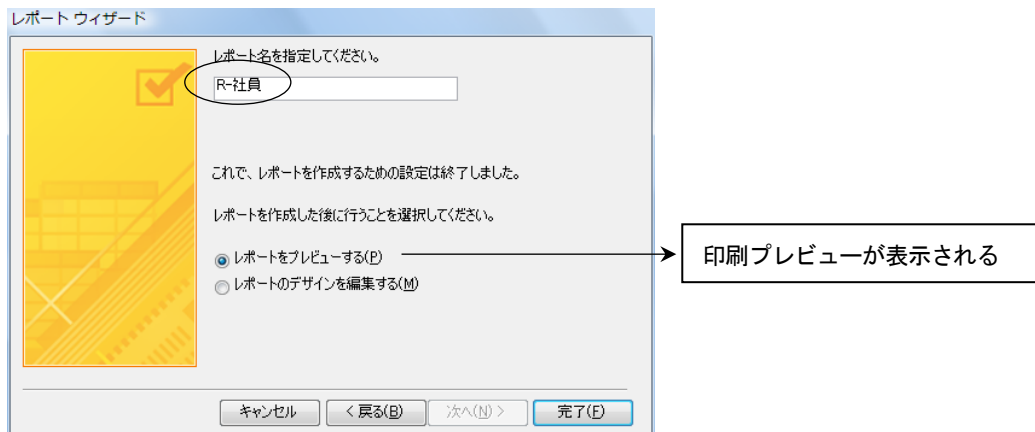 レポート ウィザード
レポート名を指定してください。
R-社員
これで、レポートを作成するための設定は終了しました。
レポートを作成した後に行うことを選択してください。
レポートをプレビューする(P)
印刷プレビューが表示される
レポートのデザインを編集する(M)
キャンセル
< 戻る(B)
次へ(N) >
完了(F)